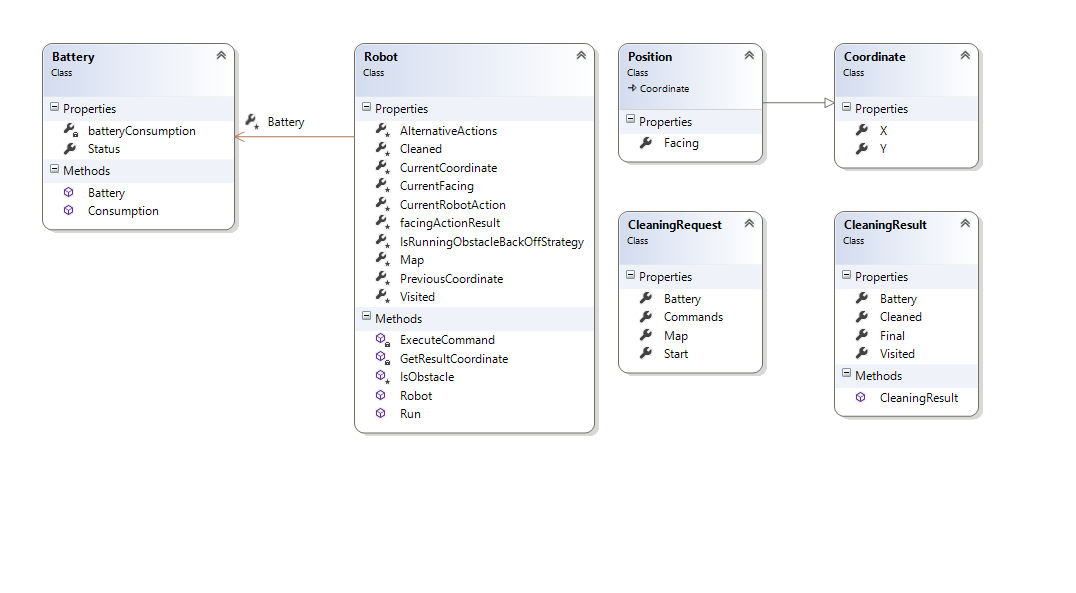 Battery
Class
Properties
batteryConsumption
Status
Methods
Battery
Consumption
Battery
Robot
Class
Properties
AlternativeActions
Cleaned
CurrentCoordinate
CurrentFacing
CurrentRobotAction
facingActionResult
IsRunningObstacleBackOffStrategy
Map
PreviousCoordinate
Visited
Methods
ExecuteCommand
GetResultCoordinate
IsObstacle
Robot
Run
Position
Class
Coordinate
Properties
Facing
Coordinate
Class
Properties
X
Y
CleaningRequest
Class
Properties
Battery
Commands
Map
Start
CleaningResult
Class
Properties
Battery
Cleaned
Final
Visited
Methods
CleaningResult